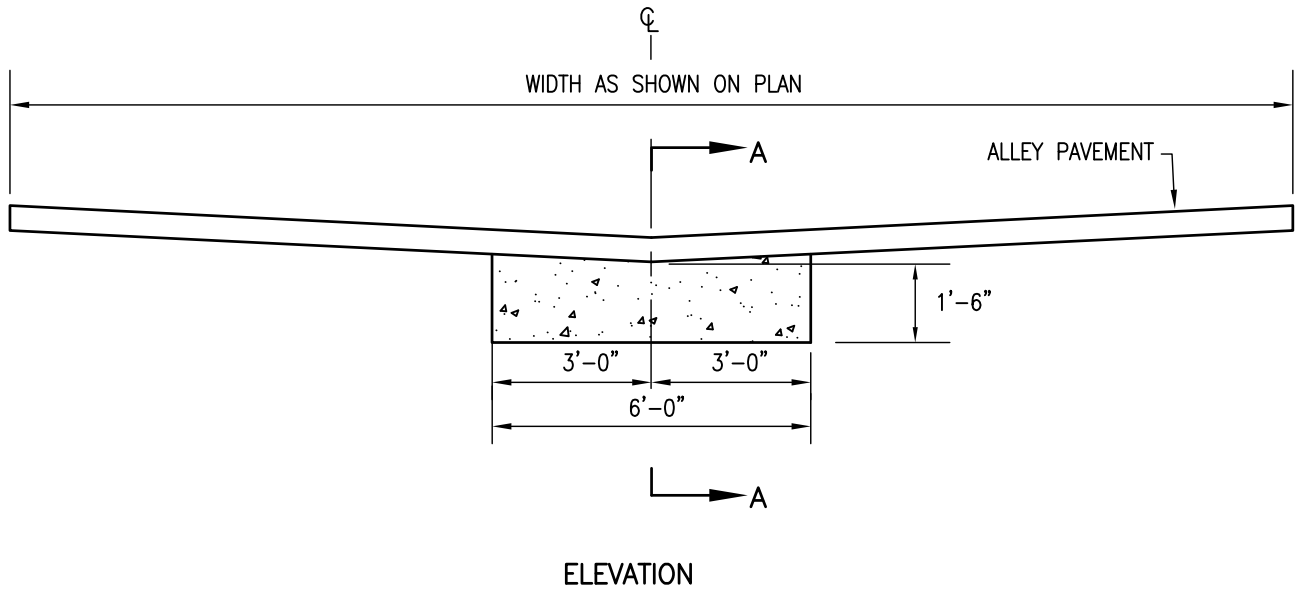 ℄
WIDTH AS SHOWN ON PLAN
A
ALLEY PAVEMENT
1'-6"
3'-0" 3'-0"
6'-0"
A
ELEVATION